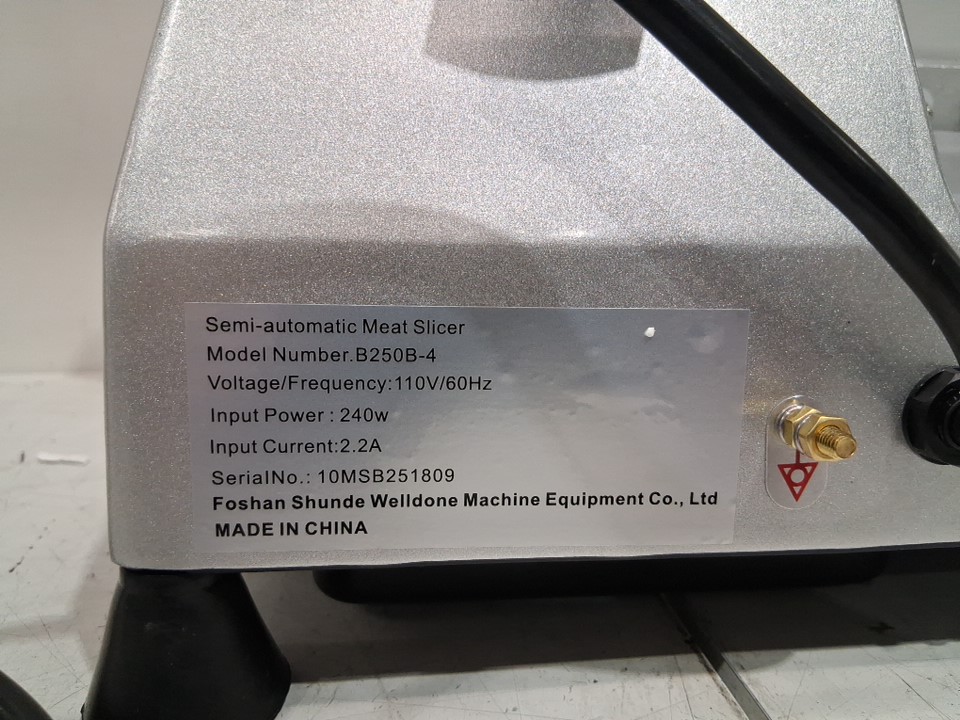 Semi-automatic Meat Slicer
Model Number.B250B-4
Voltage/Frequency:110V/60Hz
Input Power : 240w
Input Current:2.2A
SerialNo.: 10MSB251809
Foshan Shunde Welldone Machine Equipment Co., Ltd
MADE IN CHINA